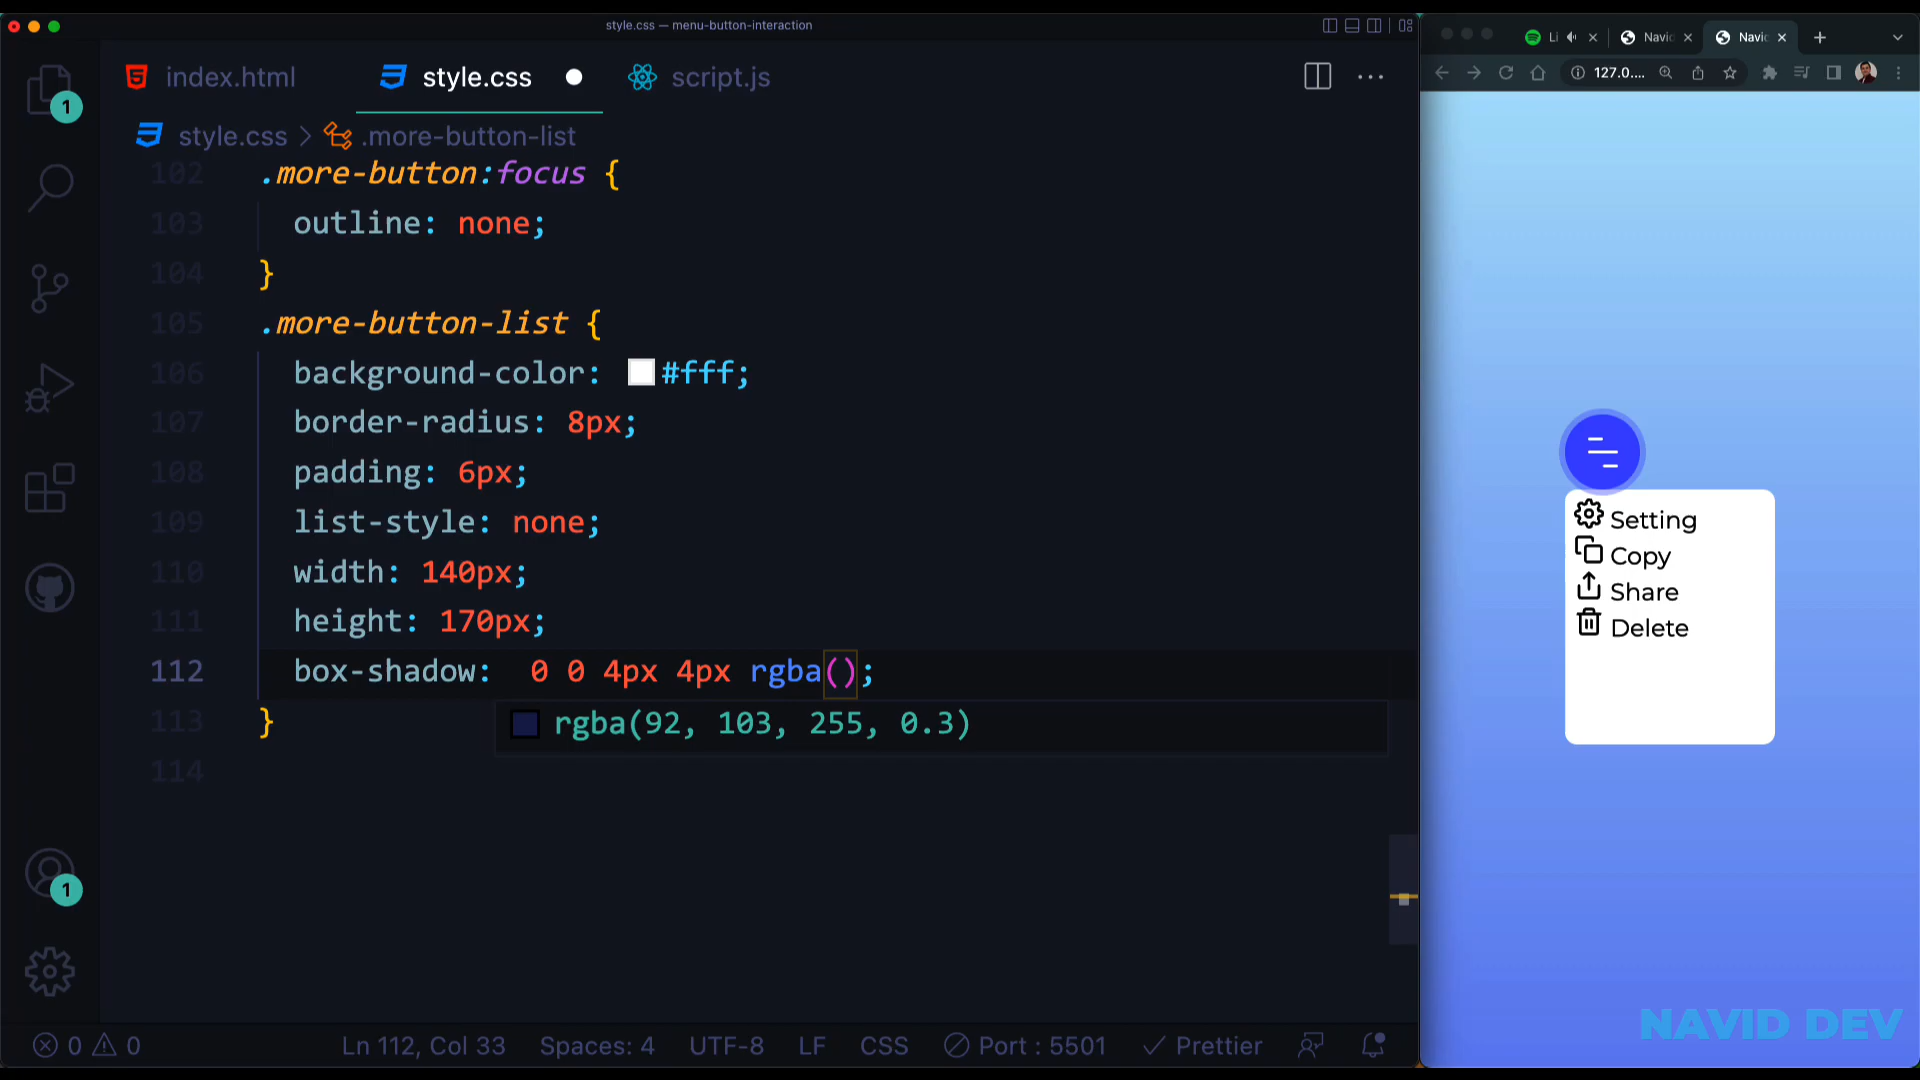 style.css — menu-button-interaction
index.html
style.css
script.js
style.css > .more-button-list
102 .more-button:focus {
103 outline: none;
104 }
105 .more-button-list {
106 background-color: #fff;
107 border-radius: 8px;
108 padding: 6px;
109 list-style: none;
110 width: 140px;
111 height: 170px;
112 box-shadow: 0 0 4px 4px rgba();
113 }
rgba(92, 103, 255, 0.3)
114
1
1
0 0
Ln 112, Col 33
Spaces: 4
UTF-8
LF
CSS
Port : 5501
Prettier
Li
Navid
Navid
127.0....
Setting
Copy
Share
Delete
NAVID DEV